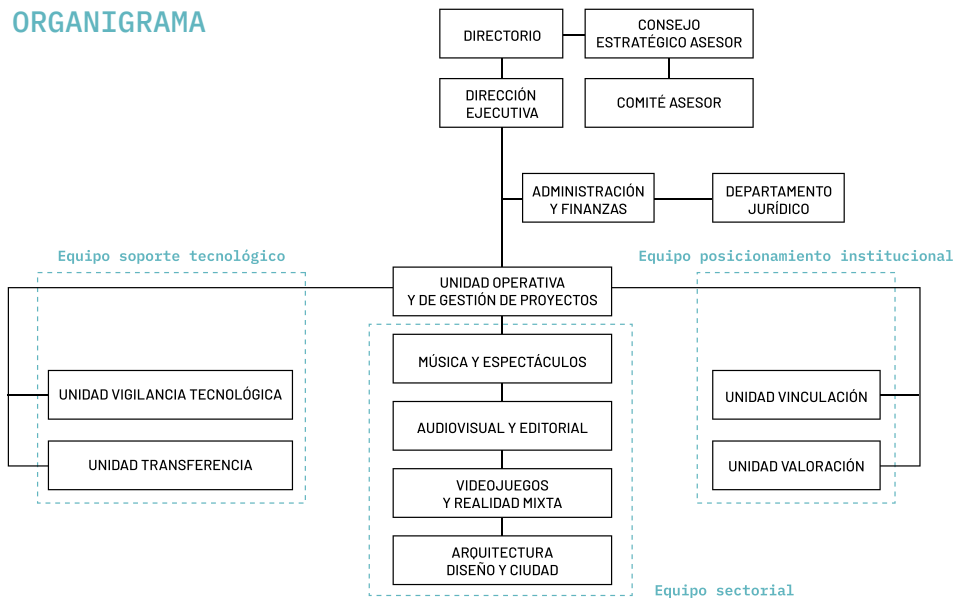 ORGANIGRAMA
DIRECTORIO
CONSEJO
ESTRATÉGICO ASESOR
DIRECCIÓN
EJECUTIVA
COMITÉ ASESOR
ADMINISTRACIÓN
Y FINANZAS
DEPARTAMENTO
JURÍDICO
Equipo soporte tecnológico
Equipo posicionamiento institucional
UNIDAD OPERATIVA
Y DE GESTIÓN DE PROYECTOS
MÚSICA Y ESPECTÁCULOS
UNIDAD VIGILANCIA TECNOLÓGICA
UNIDAD VINCULACIÓN
AUDIOVISUAL Y EDITORIAL
UNIDAD TRANSFERENCIA
UNIDAD VALORACIÓN
VIDEOJUEGOS
Y REALIDAD MIXTA
ARQUITECTURA
DISEÑO Y CIUDAD
Equipo sectorial